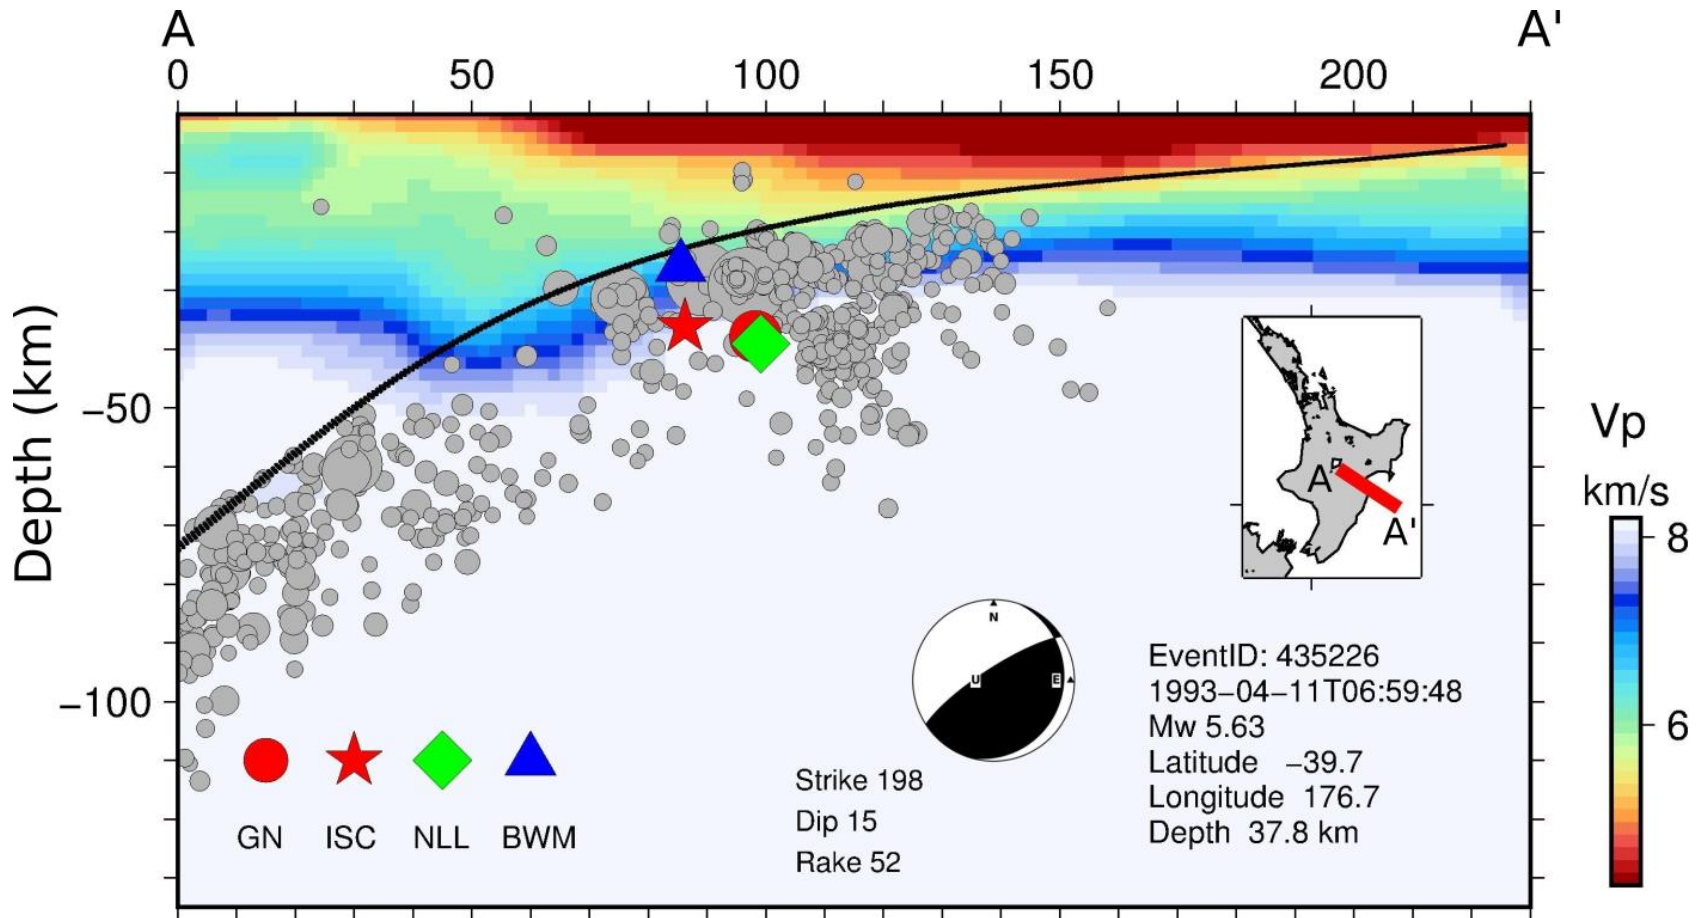 A A'
0 50 100 150 200
Depth (km)
−50
−100
A
A'
Vp
km/s
8
6
N
U
E
EventID: 435226
1993−04−11T06:59:48
Mw 5.63
Latitude −39.7
Longitude 176.7
Depth 37.8 km
Strike 198
Dip 15
Rake 52
GN ISC NLL BWM